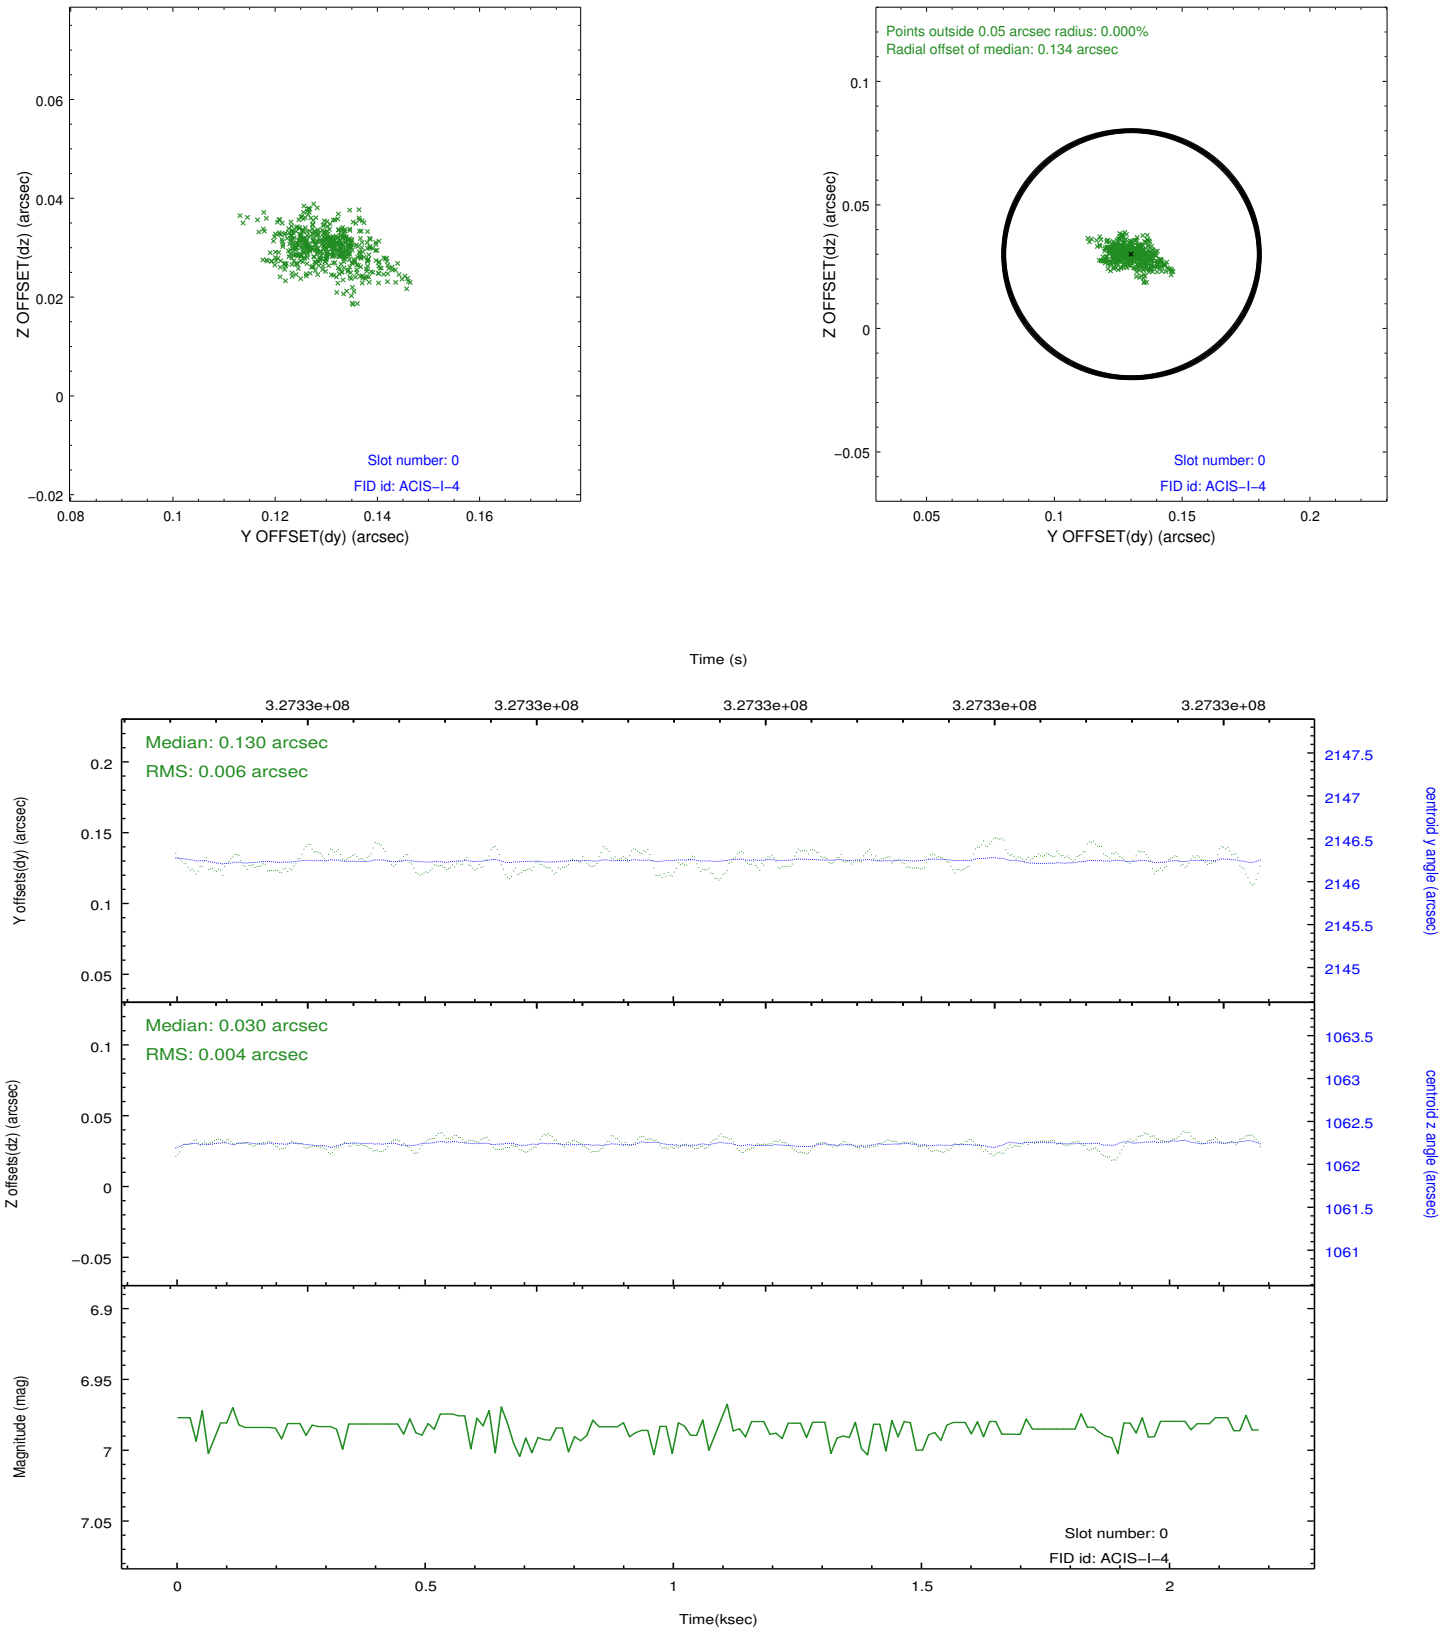 0.06
0.04
0.02
0
−0.02
Z OFFSET(dz) (arcsec)
Slot number: 0
FID id: ACIS−I−4
0.08 0.1 0.12 0.14 0.16
Y OFFSET(dy) (arcsec)
Points outside 0.05 arcsec radius: 0.000%
Radial offset of median: 0.134 arcsec
0.1
0.05
0
−0.05
Z OFFSET(dz) (arcsec)
Slot number: 0
FID id: ACIS−I−4
0.05 0.1 0.15 0.2
Y OFFSET(dy) (arcsec)
Time (s)
3.2733e+08 3.2733e+08 3.2733e+08 3.2733e+08 3.2733e+08
Median: 0.130 arcsec
RMS: 0.006 arcsec
0.2
0.15
0.1
0.05
Y offsets(dy) (arcsec)
2147.5
2147
2146.5
2146
2145.5
2145
centroid y angle (arcsec)
Median: 0.030 arcsec
RMS: 0.004 arcsec
0.1
0.05
0
−0.05
Z offsets(dz) (arcsec)
1063.5
1063
1062.5
1062
1061.5
1061
centroid z angle (arcsec)
6.9
6.95
7
7.05
Magnitude (mag)
Slot number: 0
FID id: ACIS−I−4
0 0.5 1 1.5 2
Time(ksec)